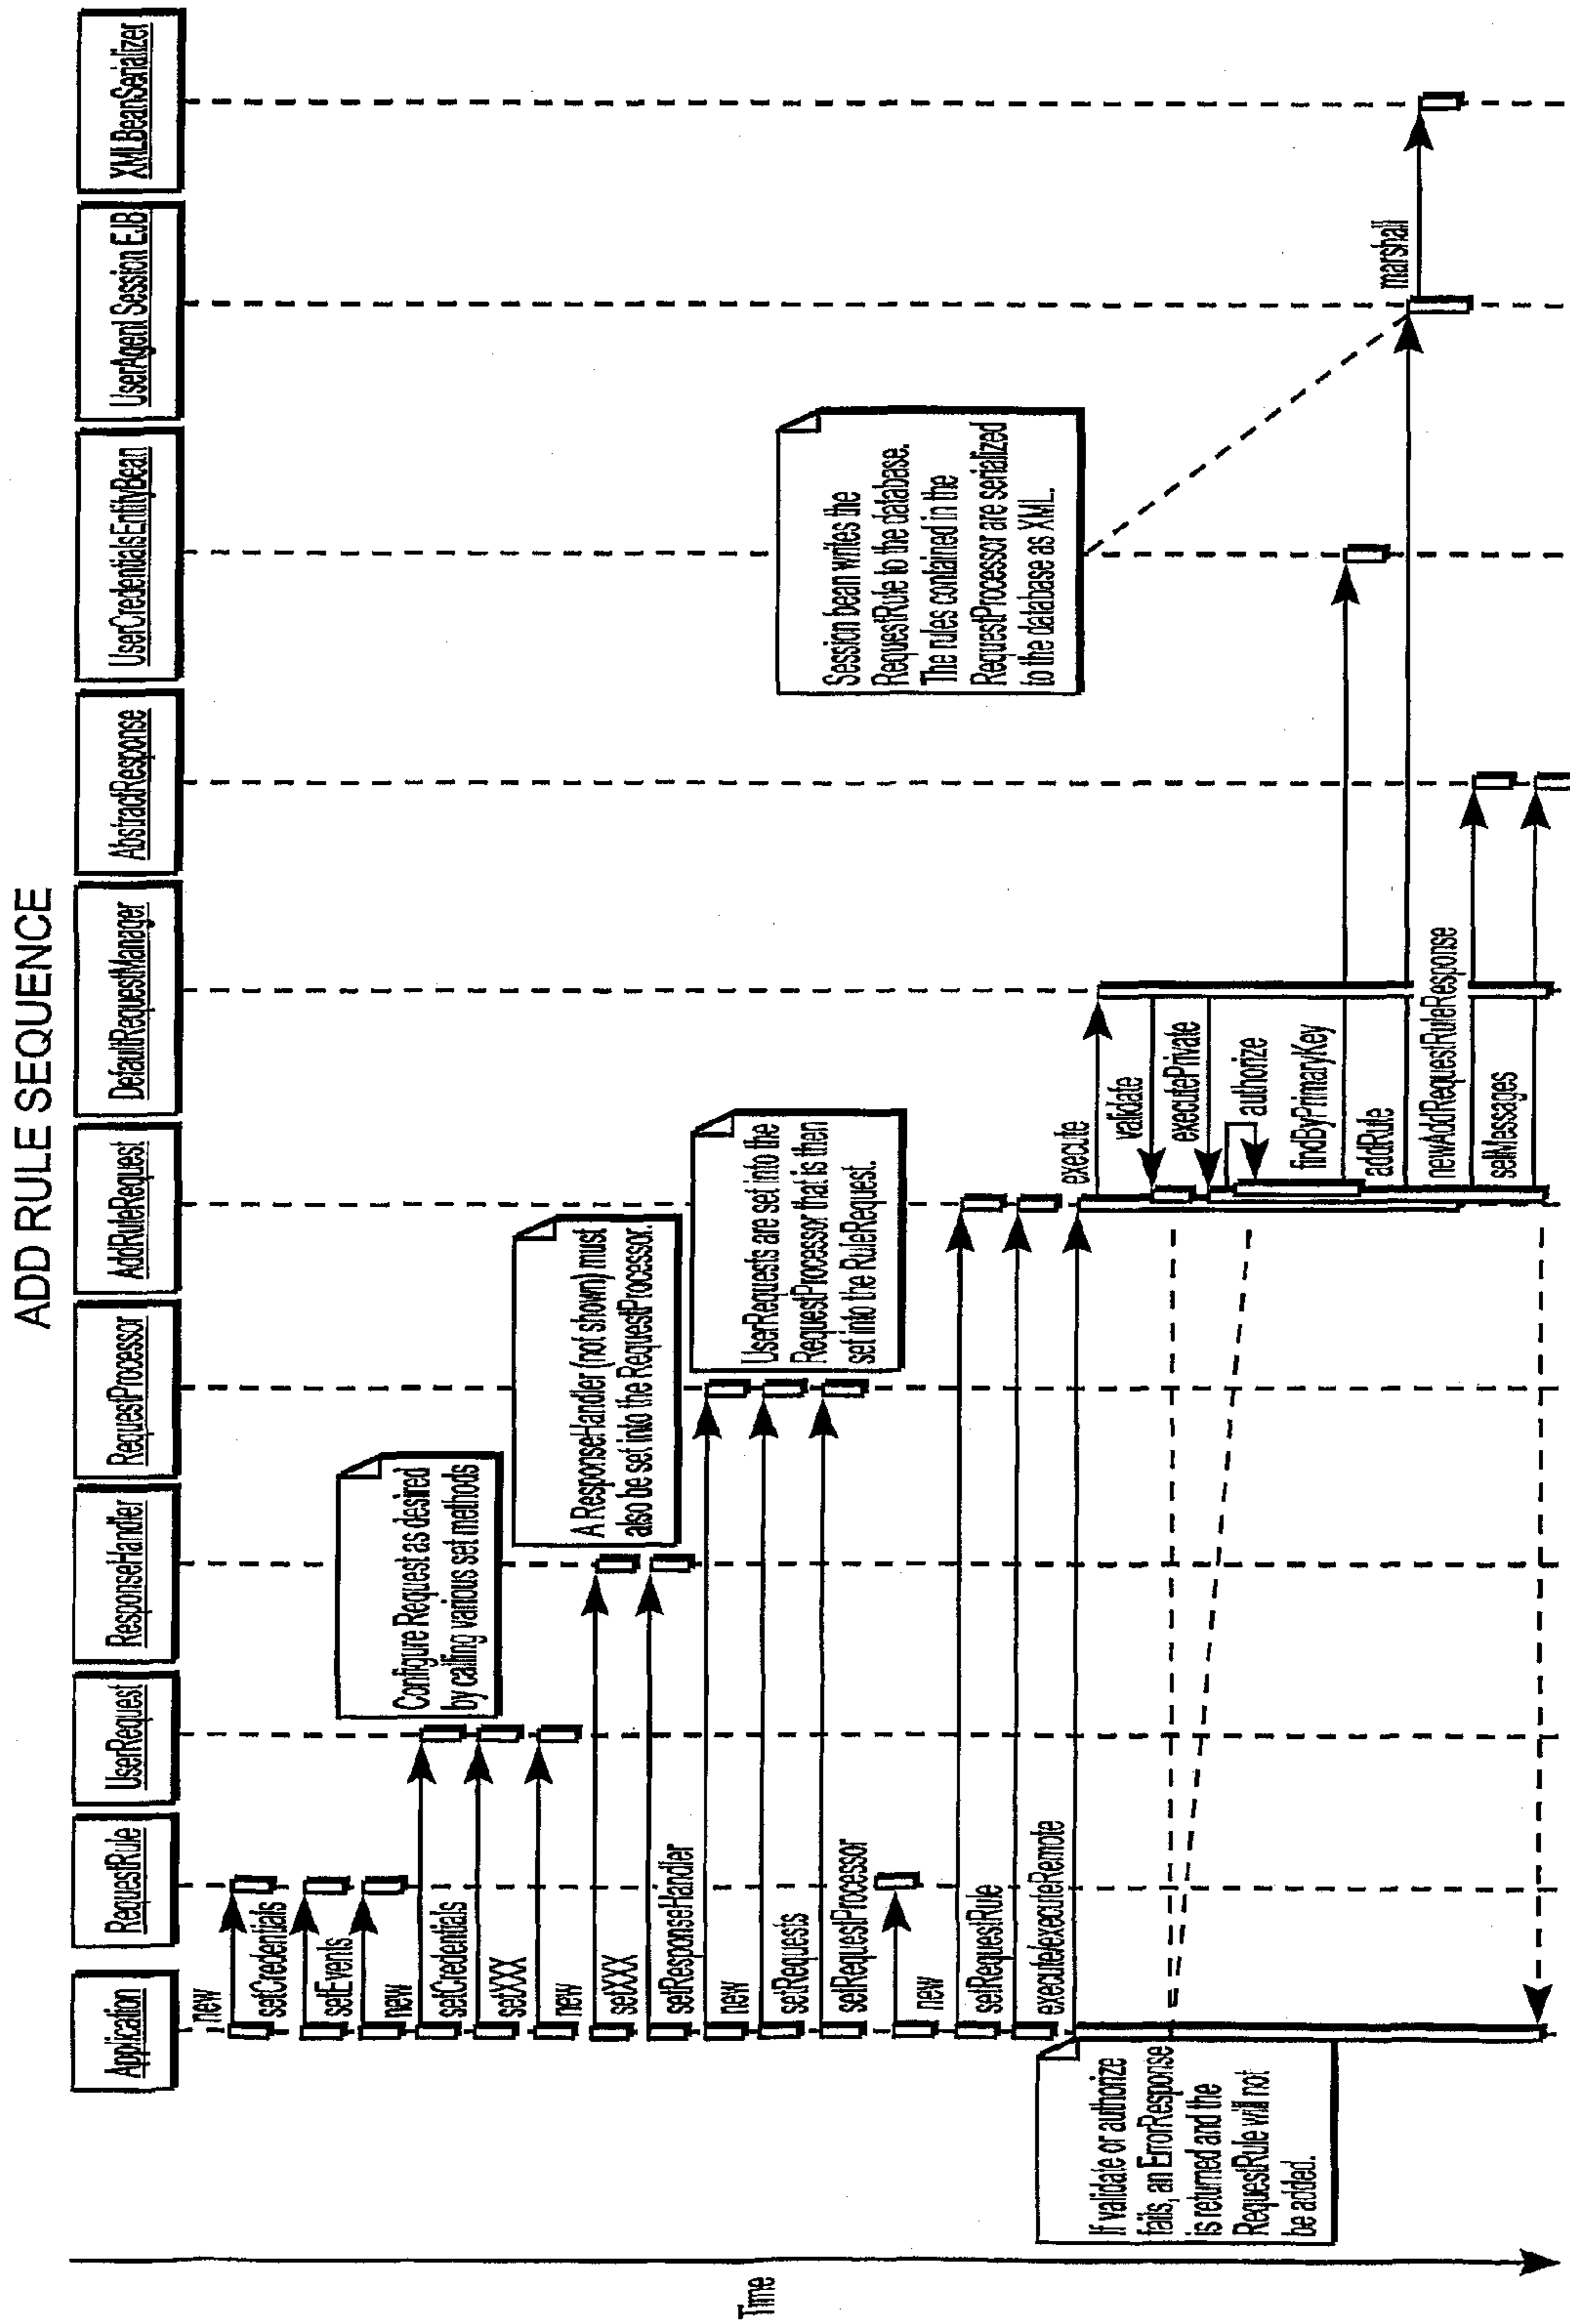 ADD RULE SEQUENCE
Application
RequestRule
UserRequest
ResponseHandler
RequestProcessor
AddRuleRequest
DefaultRequestManager
AbstractResponse
UserCredentialsEntityBean
UserAgent Session EJB
XMLBeanSerializer
new
setCredentials
setEvents
new
setCredentials
setXXX
new
setXXX
setResponseHandler
new
setRequests
setRequestProcessor
new
setRequestRule
execute/executeRemote
Configure Request as desired
by calling various set methods
A ResponseHandler (not shown) must
also be set into the RequestProcessor.
UserRequests are set into the
RequestProcessor that is then
set into the RuleRequest.
Session bean writes the
RequestRule to the database.
The rules contained in the
RequestProcessor are serialized
to the database as XML.
execute
validate
executePrivate
authorize
findByPrimaryKey
addRule
marshall
newAddRequestRuleResponse
setMessages
If validate or authorize
fails, an ErrorResponse
is returned and the
RequestRule will not
be added.
Time